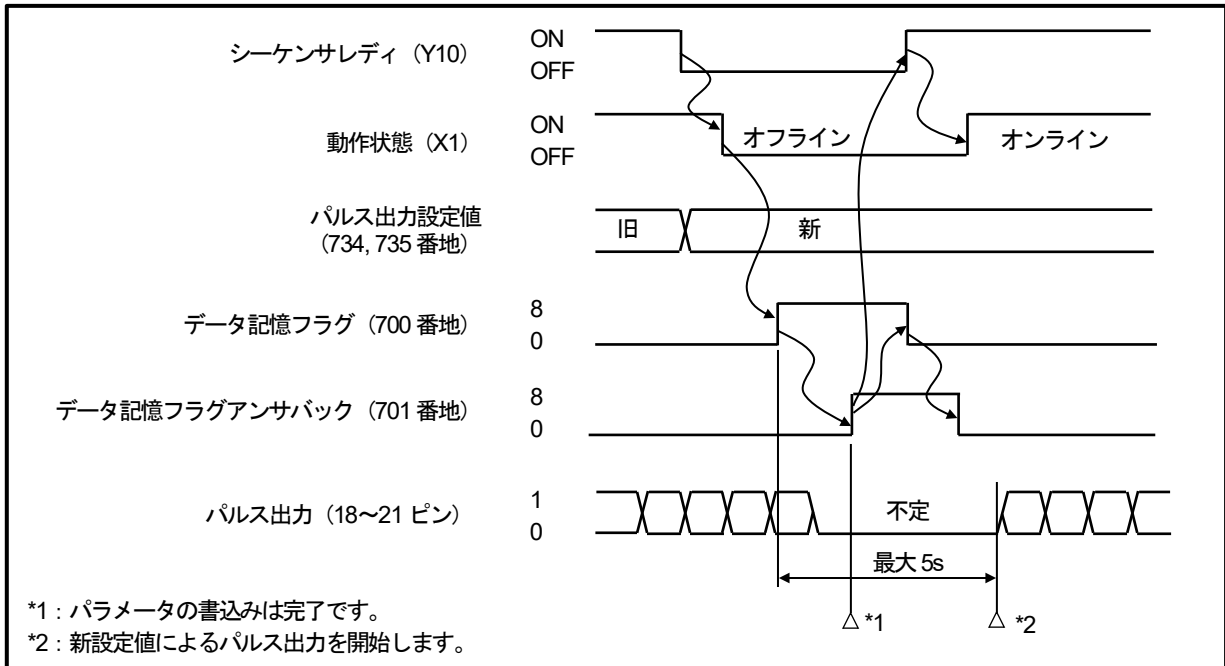 シーケンサレディ（Y10）
ON
OFF
動作状態（X1）
ON
OFF
オフライン
オンライン
パルス出力設定値
（734, 735 番地）
旧
新
データ記憶フラグ（700 番地）
8
0
データ記憶フラグアンサバック（701 番地）
8
0
パルス出力（18～21 ピン）
1
0
不定
最大 5s
△ *1
△ *2
*1：パラメータの書込みは完了です。
*2：新設定値によるパルス出力を開始します。